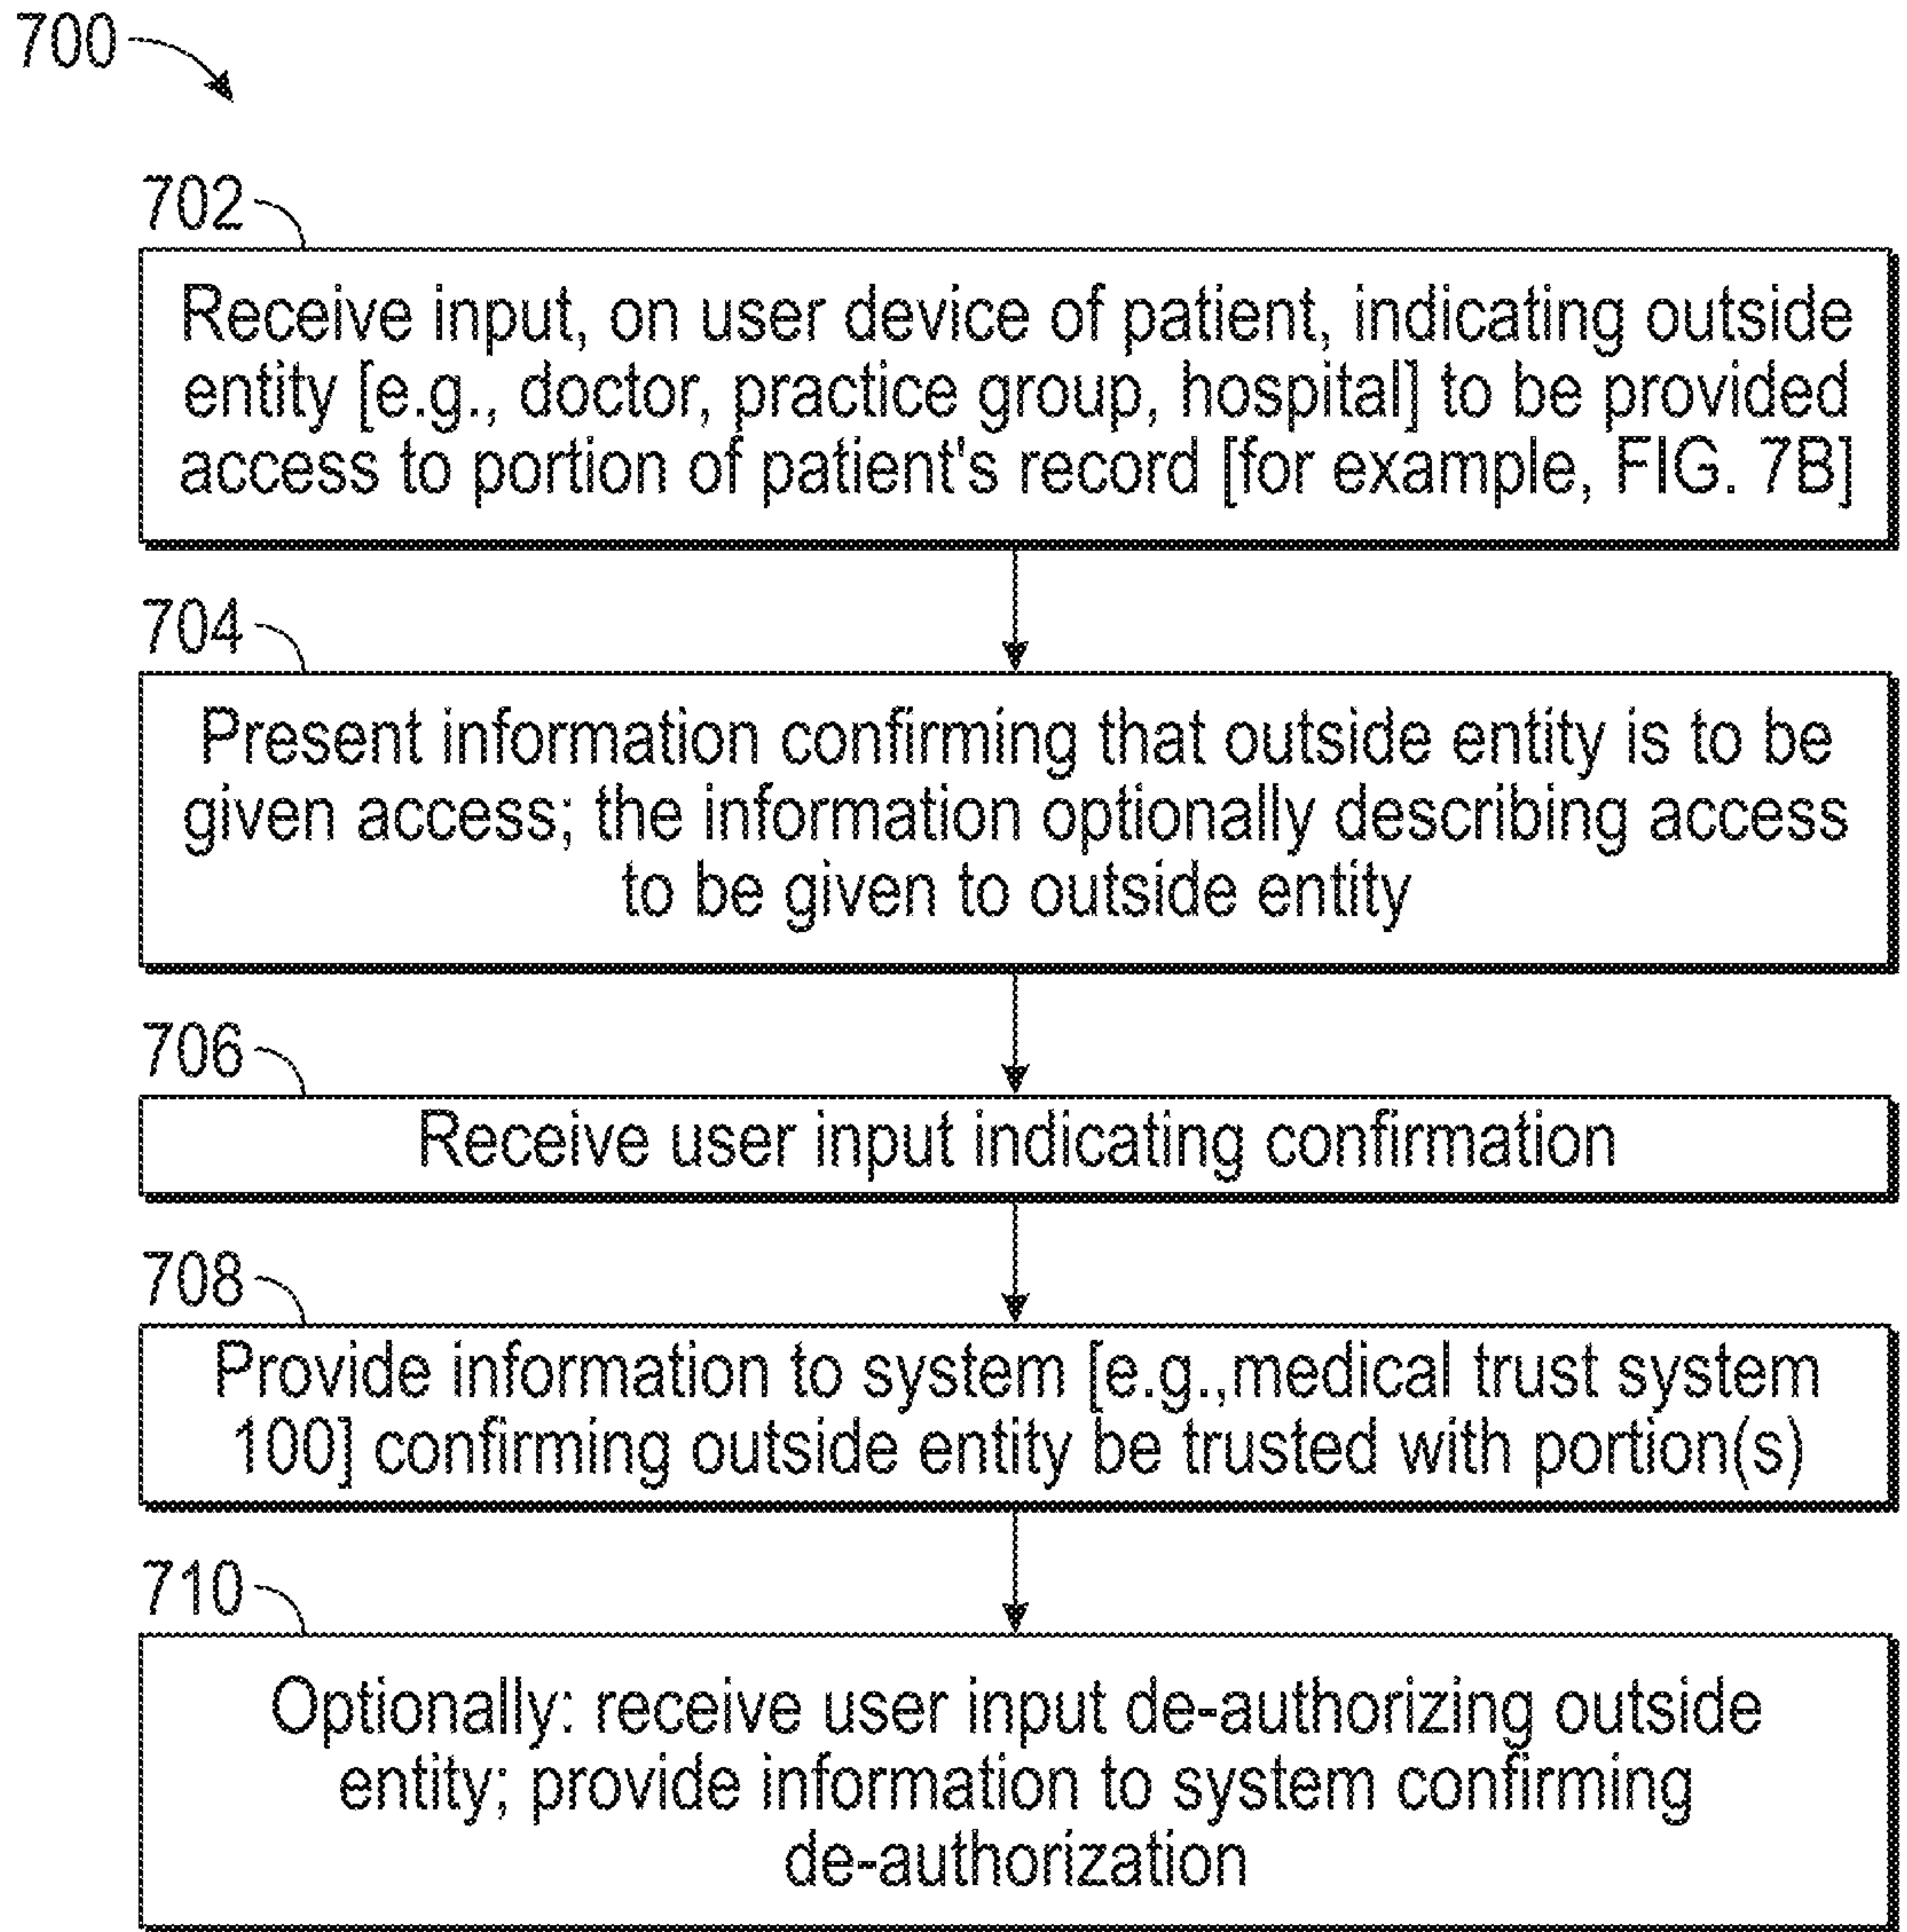 700
702
Receive input, on user device of patient, indicating outside
entity [e.g., doctor, practice group, hospital] to be provided
access to portion of patient's record [for example, FIG. 7B]
704
Present information confirming that outside entity is to be
given access; the information optionally describing access
to be given to outside entity
706
Receive user input indicating confirmation
708
Provide information to system [e.g.,medical trust system
100] confirming outside entity be trusted with portion(s)
710
Optionally: receive user input de-authorizing outside
entity; provide information to system confirming
de-authorization